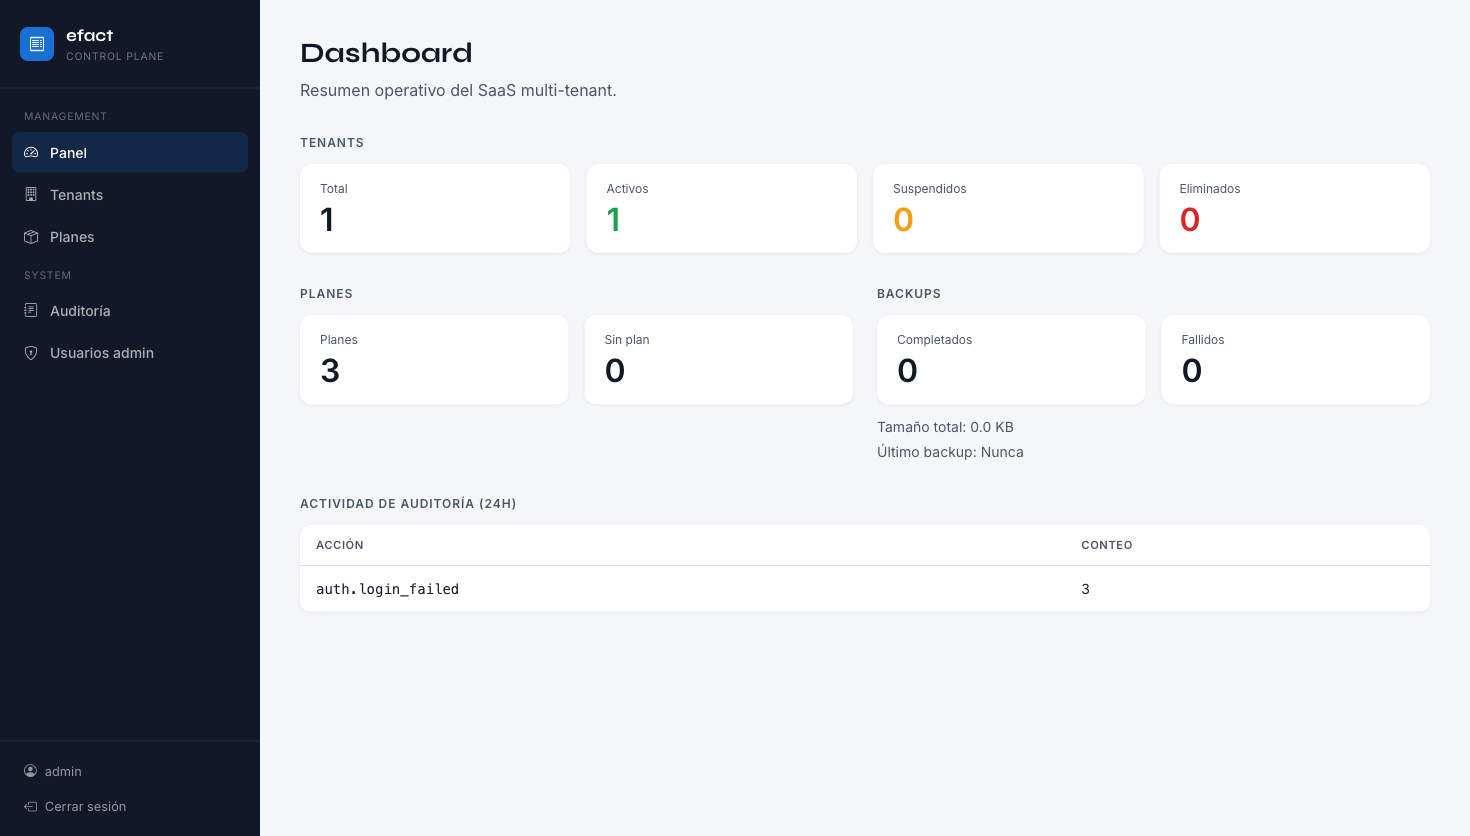 efact
CONTROL PLANE
MANAGEMENT
Panel
Tenants
Planes
SYSTEM
Auditoría
Usuarios admin
admin
Cerrar sesión
Dashboard
Resumen operativo del SaaS multi-tenant.
TENANTS
Total
1
Activos
1
Suspendidos
0
Eliminados
0
PLANES
Planes
3
Sin plan
0
BACKUPS
Completados
0
Fallidos
0
Tamaño total: 0.0 KB
Último backup: Nunca
ACTIVIDAD DE AUDITORÍA (24H)
ACCIÓN CONTEO
auth.login_failed 3